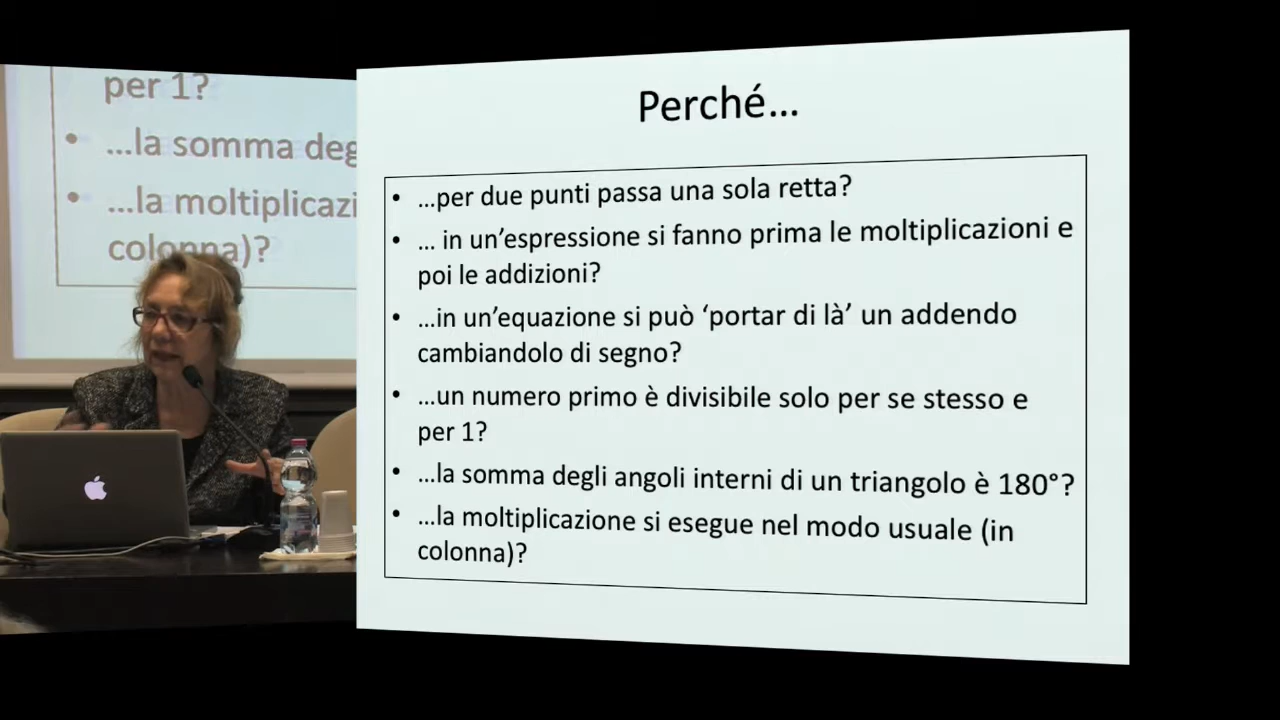 per 1?
• ...la somma deg
• ...la moltiplicazi
colonna)?
Perché...
• ...per due punti passa una sola retta?
• ... in un'espressione si fanno prima le moltiplicazioni e
poi le addizioni?
• ...in un'equazione si può ‘portar di là’ un addendo
cambiandolo di segno?
• ...un numero primo è divisibile solo per se stesso e
per 1?
• ...la somma degli angoli interni di un triangolo è 180°?
• ...la moltiplicazione si esegue nel modo usuale (in
colonna)?